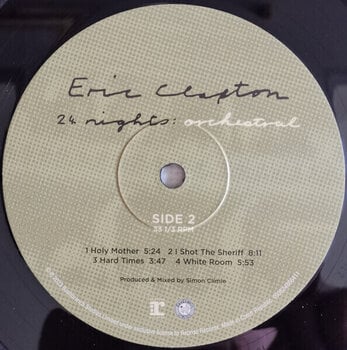 Eric Clapton
24 nights: orchestral
SIDE 2
33 1/3 RPM
1 Holy Mother 5:24 2 I Shot The Sheriff 8:11
3 Hard Times 3:47 4 White Room 5:53
Produced & Mixed by Simon Climie